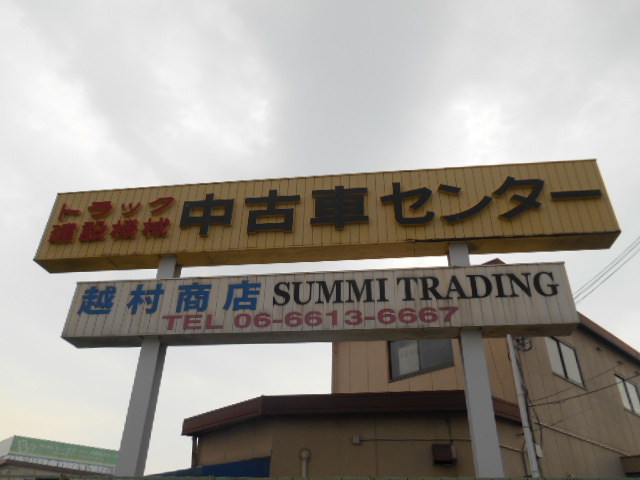 トラック
建設機械
中古車センター
越村商店 SUMMI TRADING
TEL 06-6613-6667